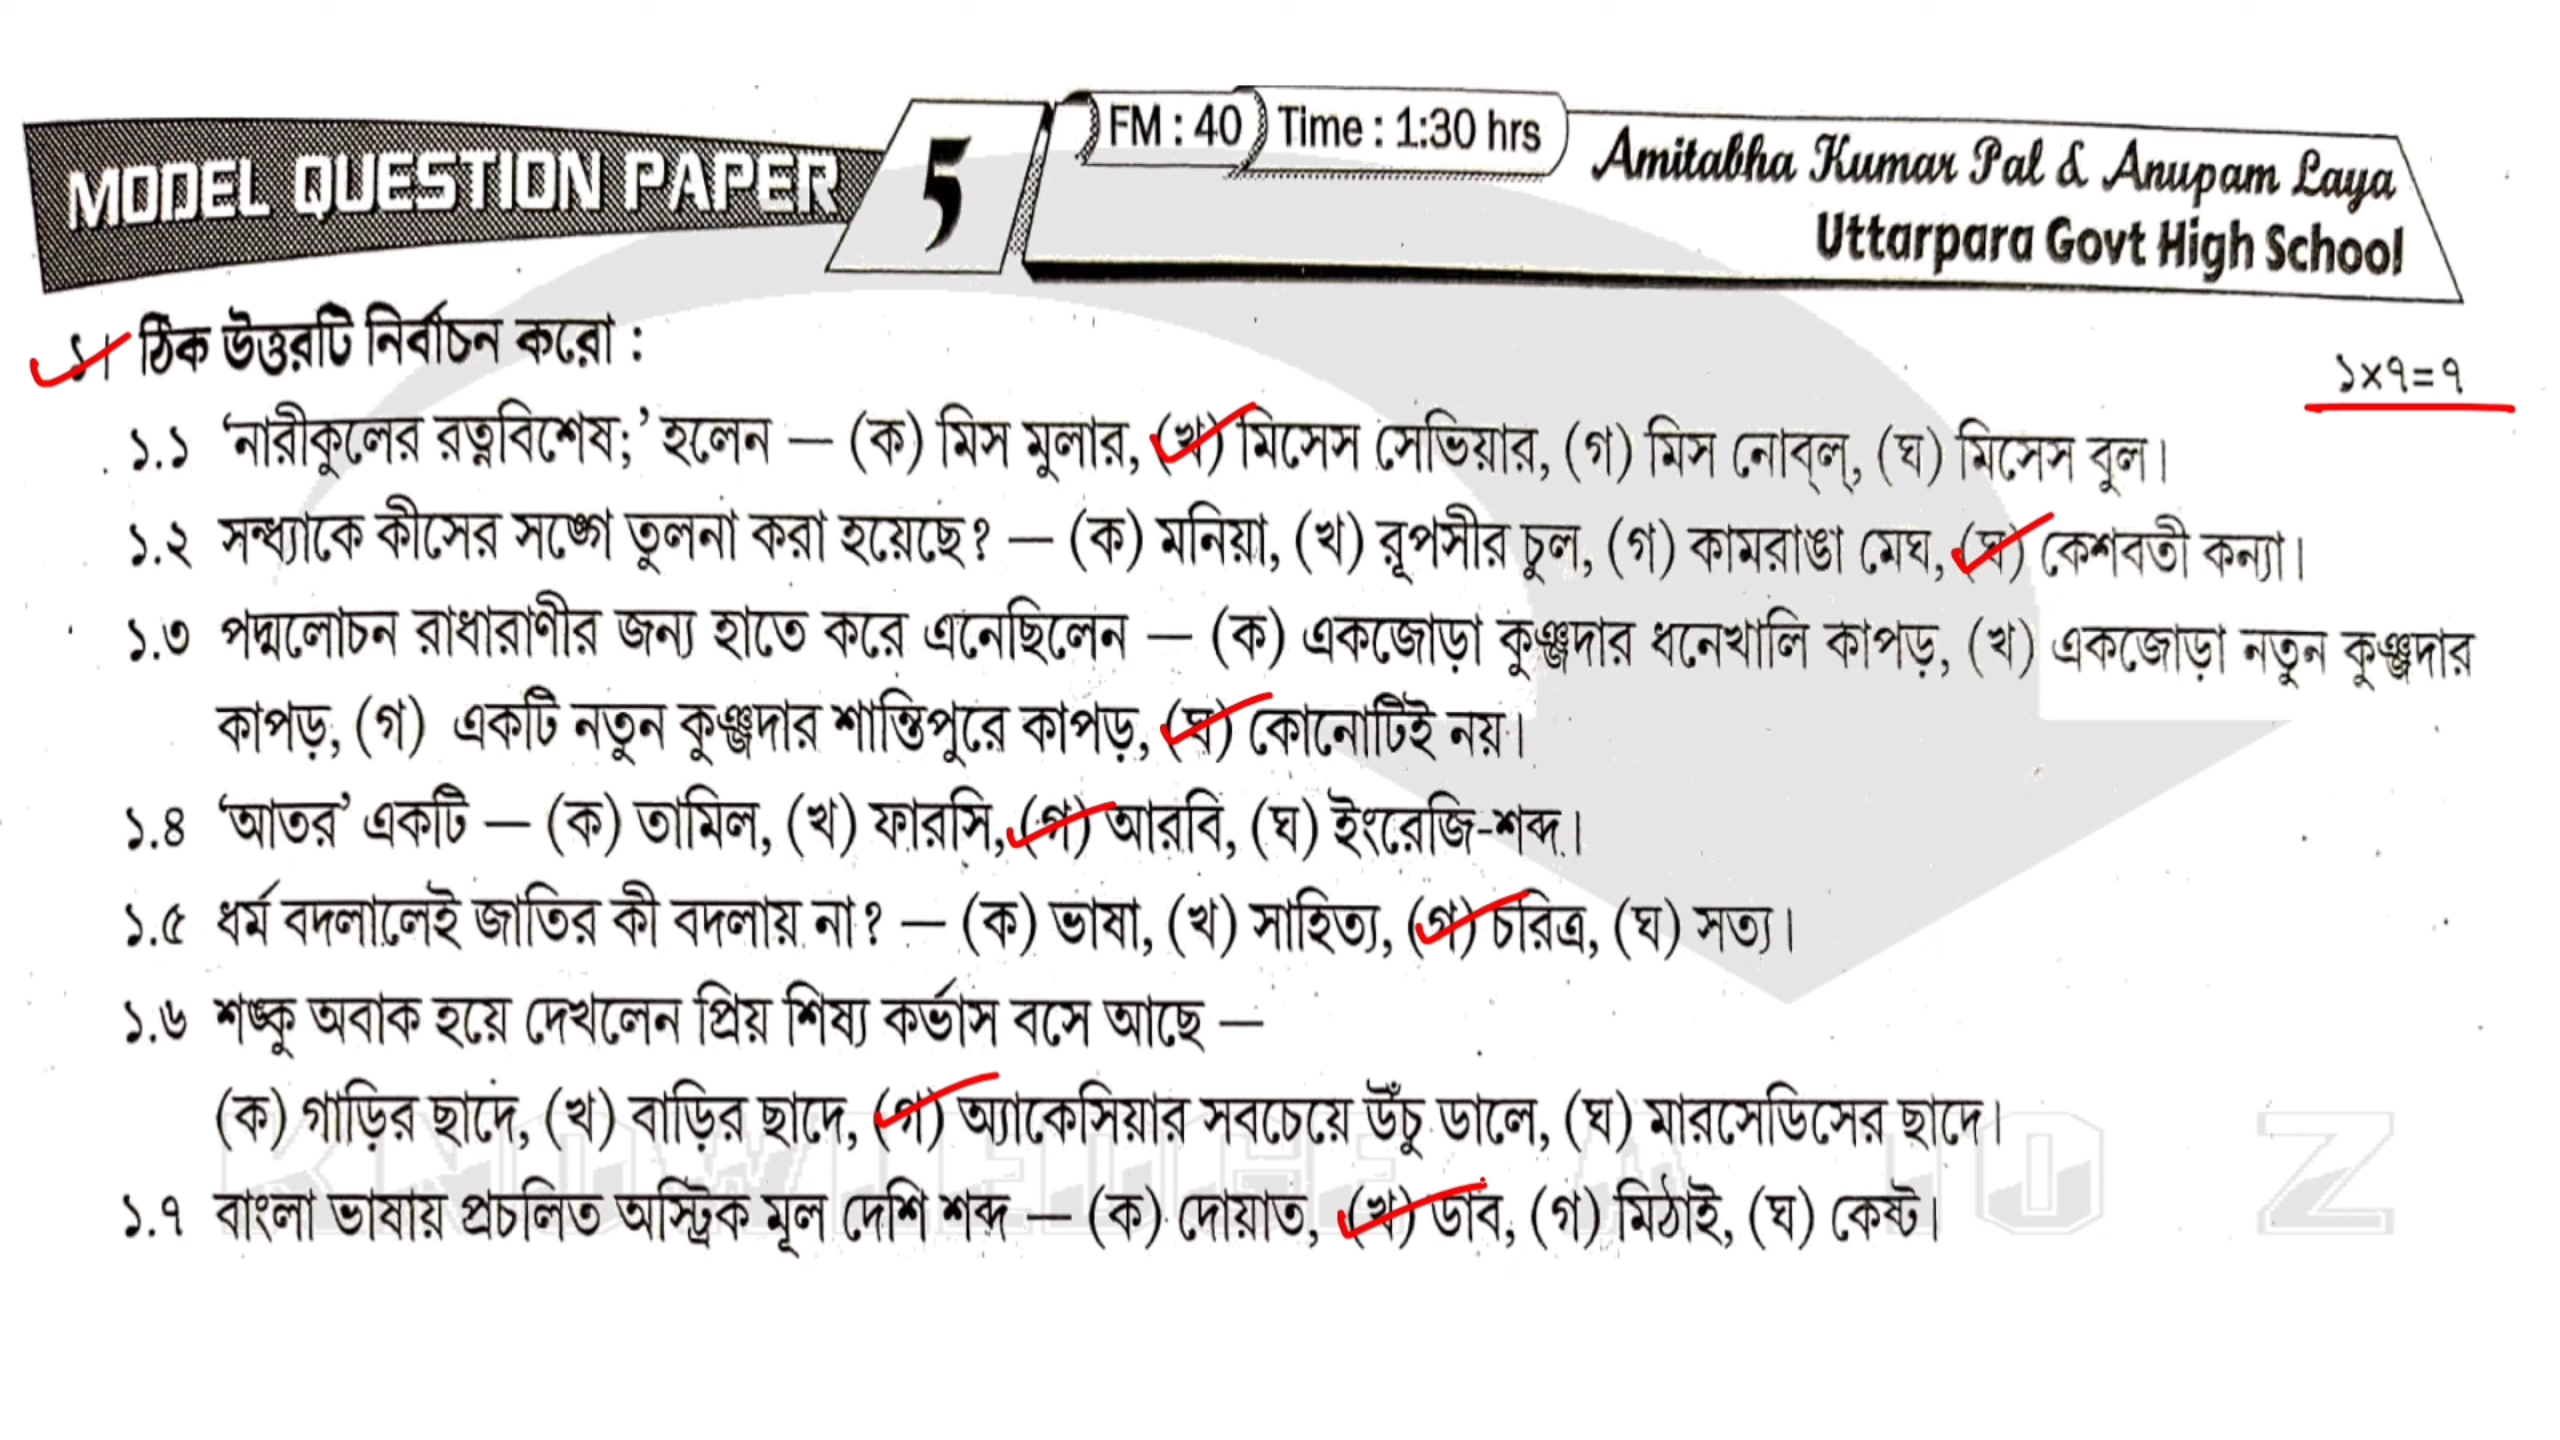 MODEL QUESTION PAPER 5 FM : 40 Time : 1:30 hrs Amitabha Kumar Pal & Anupam Laya
Uttarpara Govt High School
১। ঠিক উত্তরটি নির্বাচন করো :
১×৭=৭
১.১ ‘নারীকুলের রত্নবিশেষ;’ হলেন — (ক) মিস মুলার, (খ) মিসেস সেভিয়ার, (গ) মিস নোব্‌ল্‌, (ঘ) মিসেস বুল।
১.২ সন্ধ্যাকে কীসের সঙ্গে তুলনা করা হয়েছে? — (ক) মনিয়া, (খ) রূপসীর চুল, (গ) কামরাঙা মেঘ, (ঘ) কেশবতী কন্যা।
১.৩ পদ্মলোচন রাধারাণীর জন্য হাতে করে এনেছিলেন — (ক) একজোড়া কুঞ্জদার ধনেখালি কাপড়, (খ) একজোড়া নতুন কুঞ্জদার
কাপড়, (গ) একটি নতুন কুঞ্জদার শান্তিপুরে কাপড়, (ঘ) কোনোটিই নয়।
১.৪ ‘আতর’ একটি — (ক) তামিল, (খ) ফারসি, (গ) আরবি, (ঘ) ইংরেজি-শব্দ।
১.৫ ধর্ম বদলালেই জাতির কী বদলায় না? — (ক) ভাষা, (খ) সাহিত্য, (গ) চরিত্র, (ঘ) সত্য।
১.৬ শঙ্কু অবাক হয়ে দেখলেন প্রিয় শিষ্য কর্ভাস বসে আছে —
(ক) গাড়ির ছাদে, (খ) বাড়ির ছাদে, (গ) অ্যাকেসিয়ার সবচেয়ে উঁচু ডালে, (ঘ) মারসেডিসের ছাদে।
KNOWLEDGE A TO Z
১.৭ বাংলা ভাষায় প্রচলিত অস্ট্রিক মূল দেশি শব্দ — (ক) দোয়াত, (খ) ডাব, (গ) মিঠাই, (ঘ) কেষ্ট।